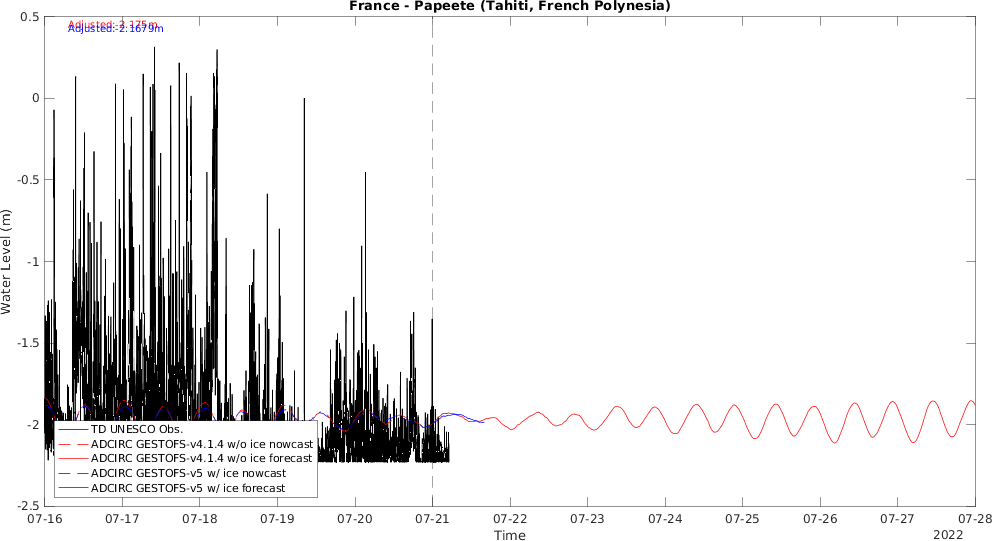 France - Papeete (Tahiti, French Polynesia)
Adjusted:-2.175m
Adjusted:-2.1679m
Water Level (m)
0.5
0
-0.5
-1
-1.5
-2
-2.5
TD UNESCO Obs.
ADCIRC GESTOFS-v4.1.4 w/o ice nowcast
ADCIRC GESTOFS-v4.1.4 w/o ice forecast
ADCIRC GESTOFS-v5 w/ ice nowcast
ADCIRC GESTOFS-v5 w/ ice forecast
07-16 07-17 07-18 07-19 07-20 07-21 07-22 07-23 07-24 07-25 07-26 07-27 07-28
Time
2022